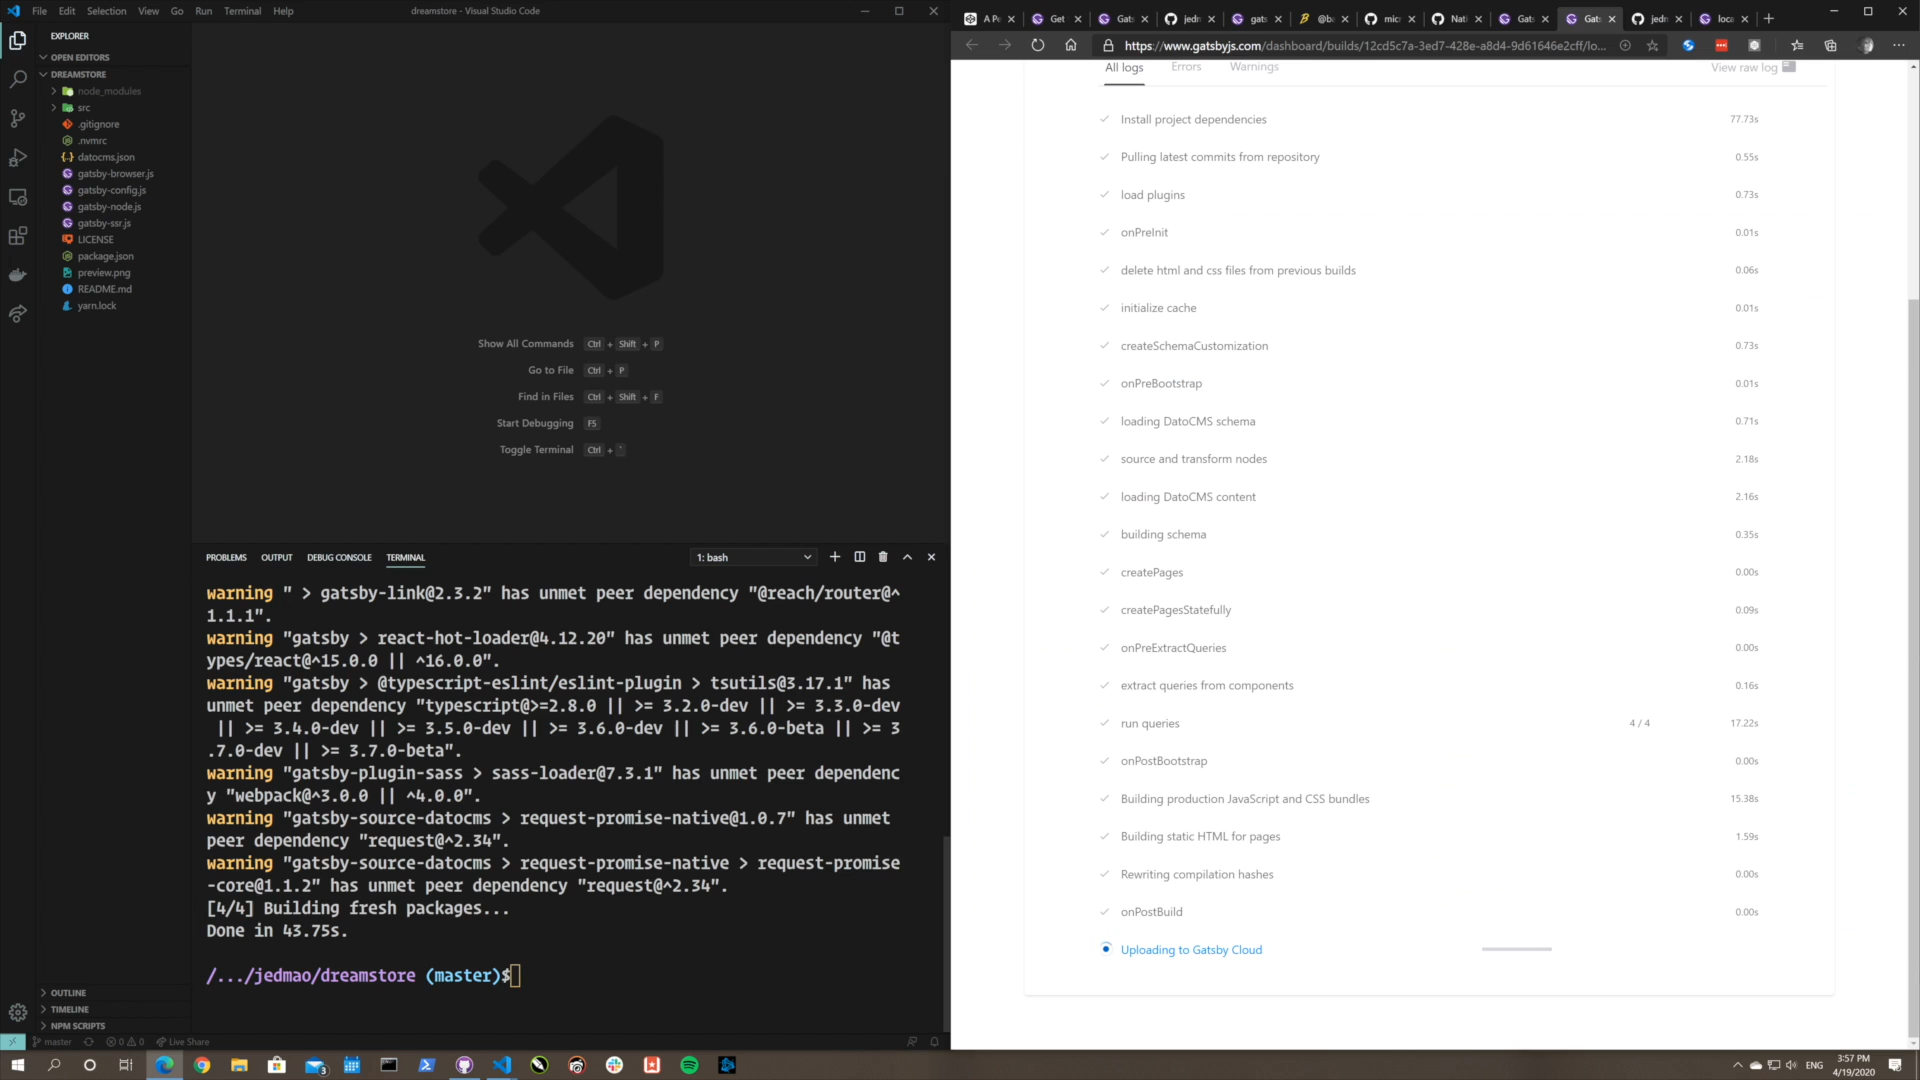 File Edit Selection View Go Run Terminal Help
dreamstore - Visual Studio Code
EXPLORER
OPEN EDITORS
DREAMSTORE
node_modules
src
.gitignore
.nvmrc
datocms.json
gatsby-browser.js
gatsby-config.js
gatsby-node.js
gatsby-ssr.js
LICENSE
package.json
preview.png
README.md
yarn.lock
OUTLINE
TIMELINE
NPM SCRIPTS
Show All Commands Ctrl + Shift + P
Go to File Ctrl + P
Find in Files Ctrl + Shift + F
Start Debugging F5
Toggle Terminal Ctrl + `
PROBLEMS OUTPUT DEBUG CONSOLE TERMINAL
1: bash
warning " > gatsby-link@2.3.2" has unmet peer dependency "@reach/router@^
1.1.1".
warning "gatsby > react-hot-loader@4.12.20" has unmet peer dependency "@t
ypes/react@^15.0.0 || ^16.0.0".
warning "gatsby > @typescript-eslint/eslint-plugin > tsutils@3.17.1" has
unmet peer dependency "typescript@>=2.8.0 || >= 3.2.0-dev || >= 3.3.0-dev
|| >= 3.4.0-dev || >= 3.5.0-dev || >= 3.6.0-dev || >= 3.6.0-beta || >= 3
.7.0-dev || >= 3.7.0-beta".
warning "gatsby-plugin-sass > sass-loader@7.3.1" has unmet peer dependenc
y "webpack@^3.0.0 || ^4.0.0".
warning "gatsby-source-datocms > request-promise-native@1.0.7" has unmet
peer dependency "request@^2.34".
warning "gatsby-source-datocms > request-promise-native > request-promise
-core@1.1.2" has unmet peer dependency "request@^2.34".
[4/4] Building fresh packages...
Done in 43.75s.
/.../jedmao/dreamstore (master)$
master 0 0 Live Share
A Pe Get Gats jedn gats @ba micr Nati Gats Gats jedn loca
https://www.gatsbyjs.com/dashboard/builds/12cd5c7a-3ed7-428e-a8d4-9d61646e2cff/lo...
All logs Errors Warnings View raw log
Install project dependencies 77.73s
Pulling latest commits from repository 0.55s
load plugins 0.73s
onPreInit 0.01s
delete html and css files from previous builds 0.06s
initialize cache 0.01s
createSchemaCustomization 0.73s
onPreBootstrap 0.01s
loading DatoCMS schema 0.71s
source and transform nodes 2.18s
loading DatoCMS content 2.16s
building schema 0.35s
createPages 0.00s
createPagesStatefully 0.09s
onPreExtractQueries 0.00s
extract queries from components 0.16s
run queries 4 / 4 17.22s
onPostBootstrap 0.00s
Building production JavaScript and CSS bundles 15.38s
Building static HTML for pages 1.59s
Rewriting compilation hashes 0.00s
onPostBuild 0.00s
Uploading to Gatsby Cloud
3
ENG
3:57 PM
4/19/2020